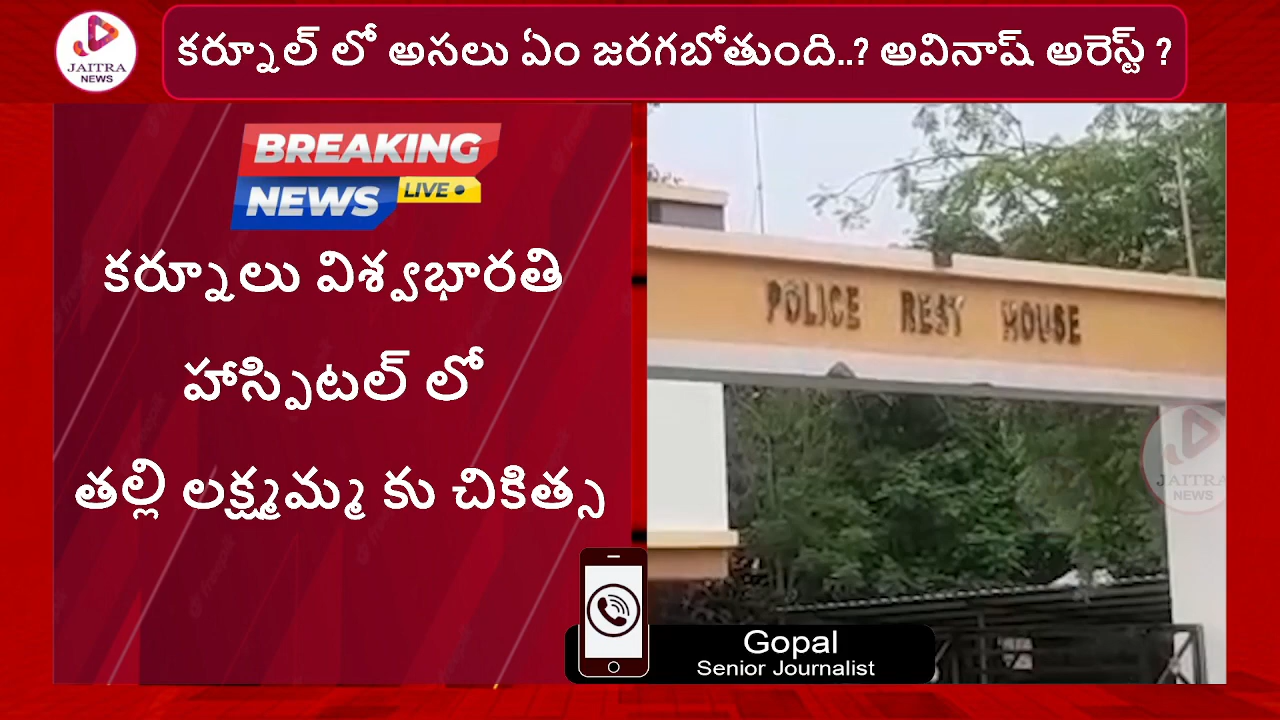 JAITRA
NEWS
కర్నూల్ లో అసలు ఏం జరగబోతుంది..? అవినాష్ అరెస్ట్ ?
BREAKING
NEWS LIVE
కర్నూలు విశ్వభారతి
హాస్పిటల్ లో
తల్లి లక్ష్మమ్మ కు చికిత్స
POLICE REST HOUSE
JAITRA
NEWS
Gopal
Senior Journalist